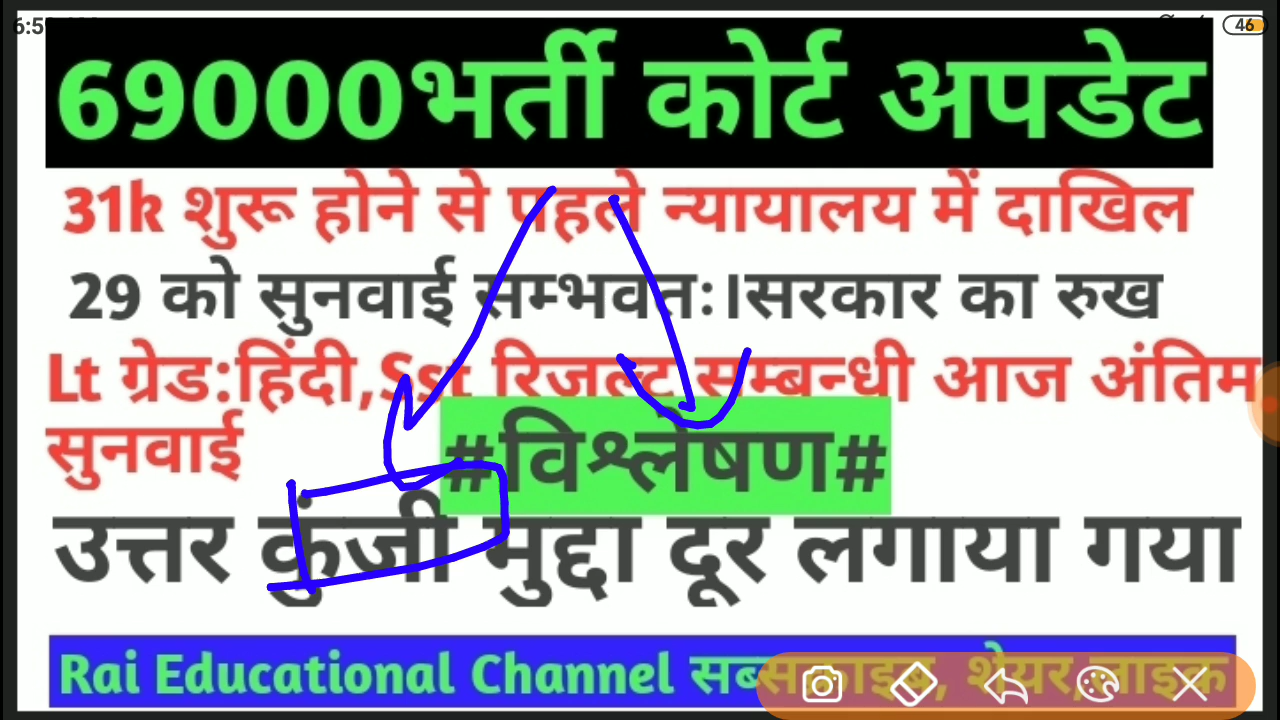 46
69000भर्ती कोर्ट अपडेट
31k शुरू होने से पहले न्यायालय में दाखिल
29 को सुनवाई सम्भवतः।सरकार का रुख
Lt ग्रेड:हिंदी,Sst रिजल्ट सम्बन्धी आज अंतिम
सुनवाई
#विश्लेषण#
उत्तर कुंजी मुद्दा दूर लगाया गया
Rai Educational Channel सब्सक्राइब, शेयर,लाइक